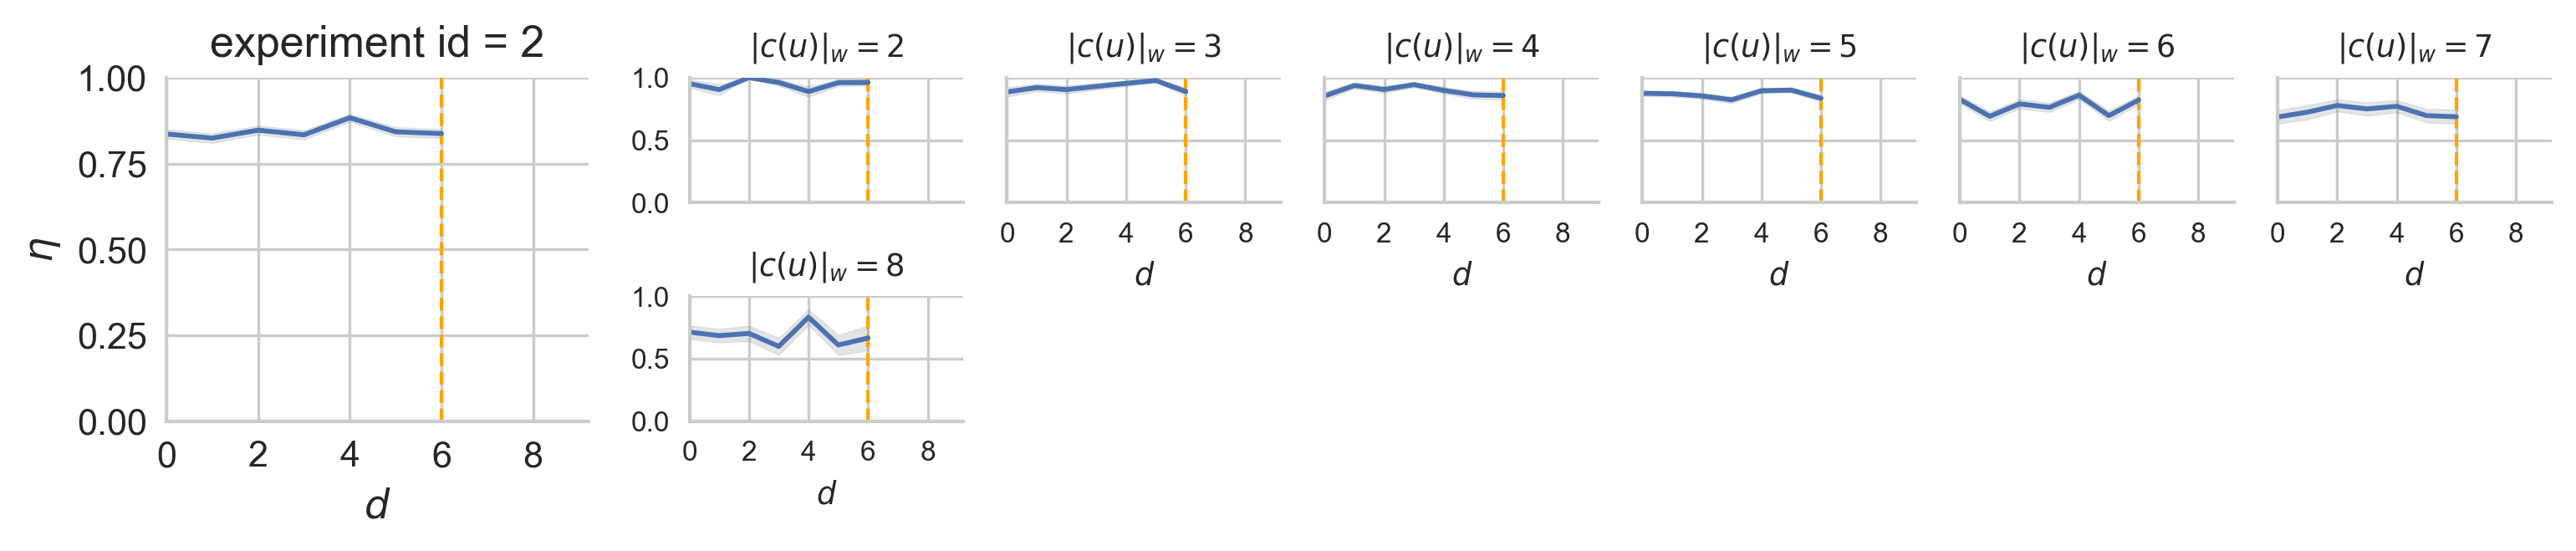 experiment id = 2
1.00
0.75
0.50
0.25
0.00
η
0 2 4 6 8
d
|c(u)|w = 2
1.0
0.5
0.0
|c(u)|w = 3
0 2 4 6 8
d
|c(u)|w = 4
0 2 4 6 8
d
|c(u)|w = 5
0 2 4 6 8
d
|c(u)|w = 6
0 2 4 6 8
d
|c(u)|w = 7
0 2 4 6 8
d
|c(u)|w = 8
1.0
0.5
0.0
0 2 4 6 8
d